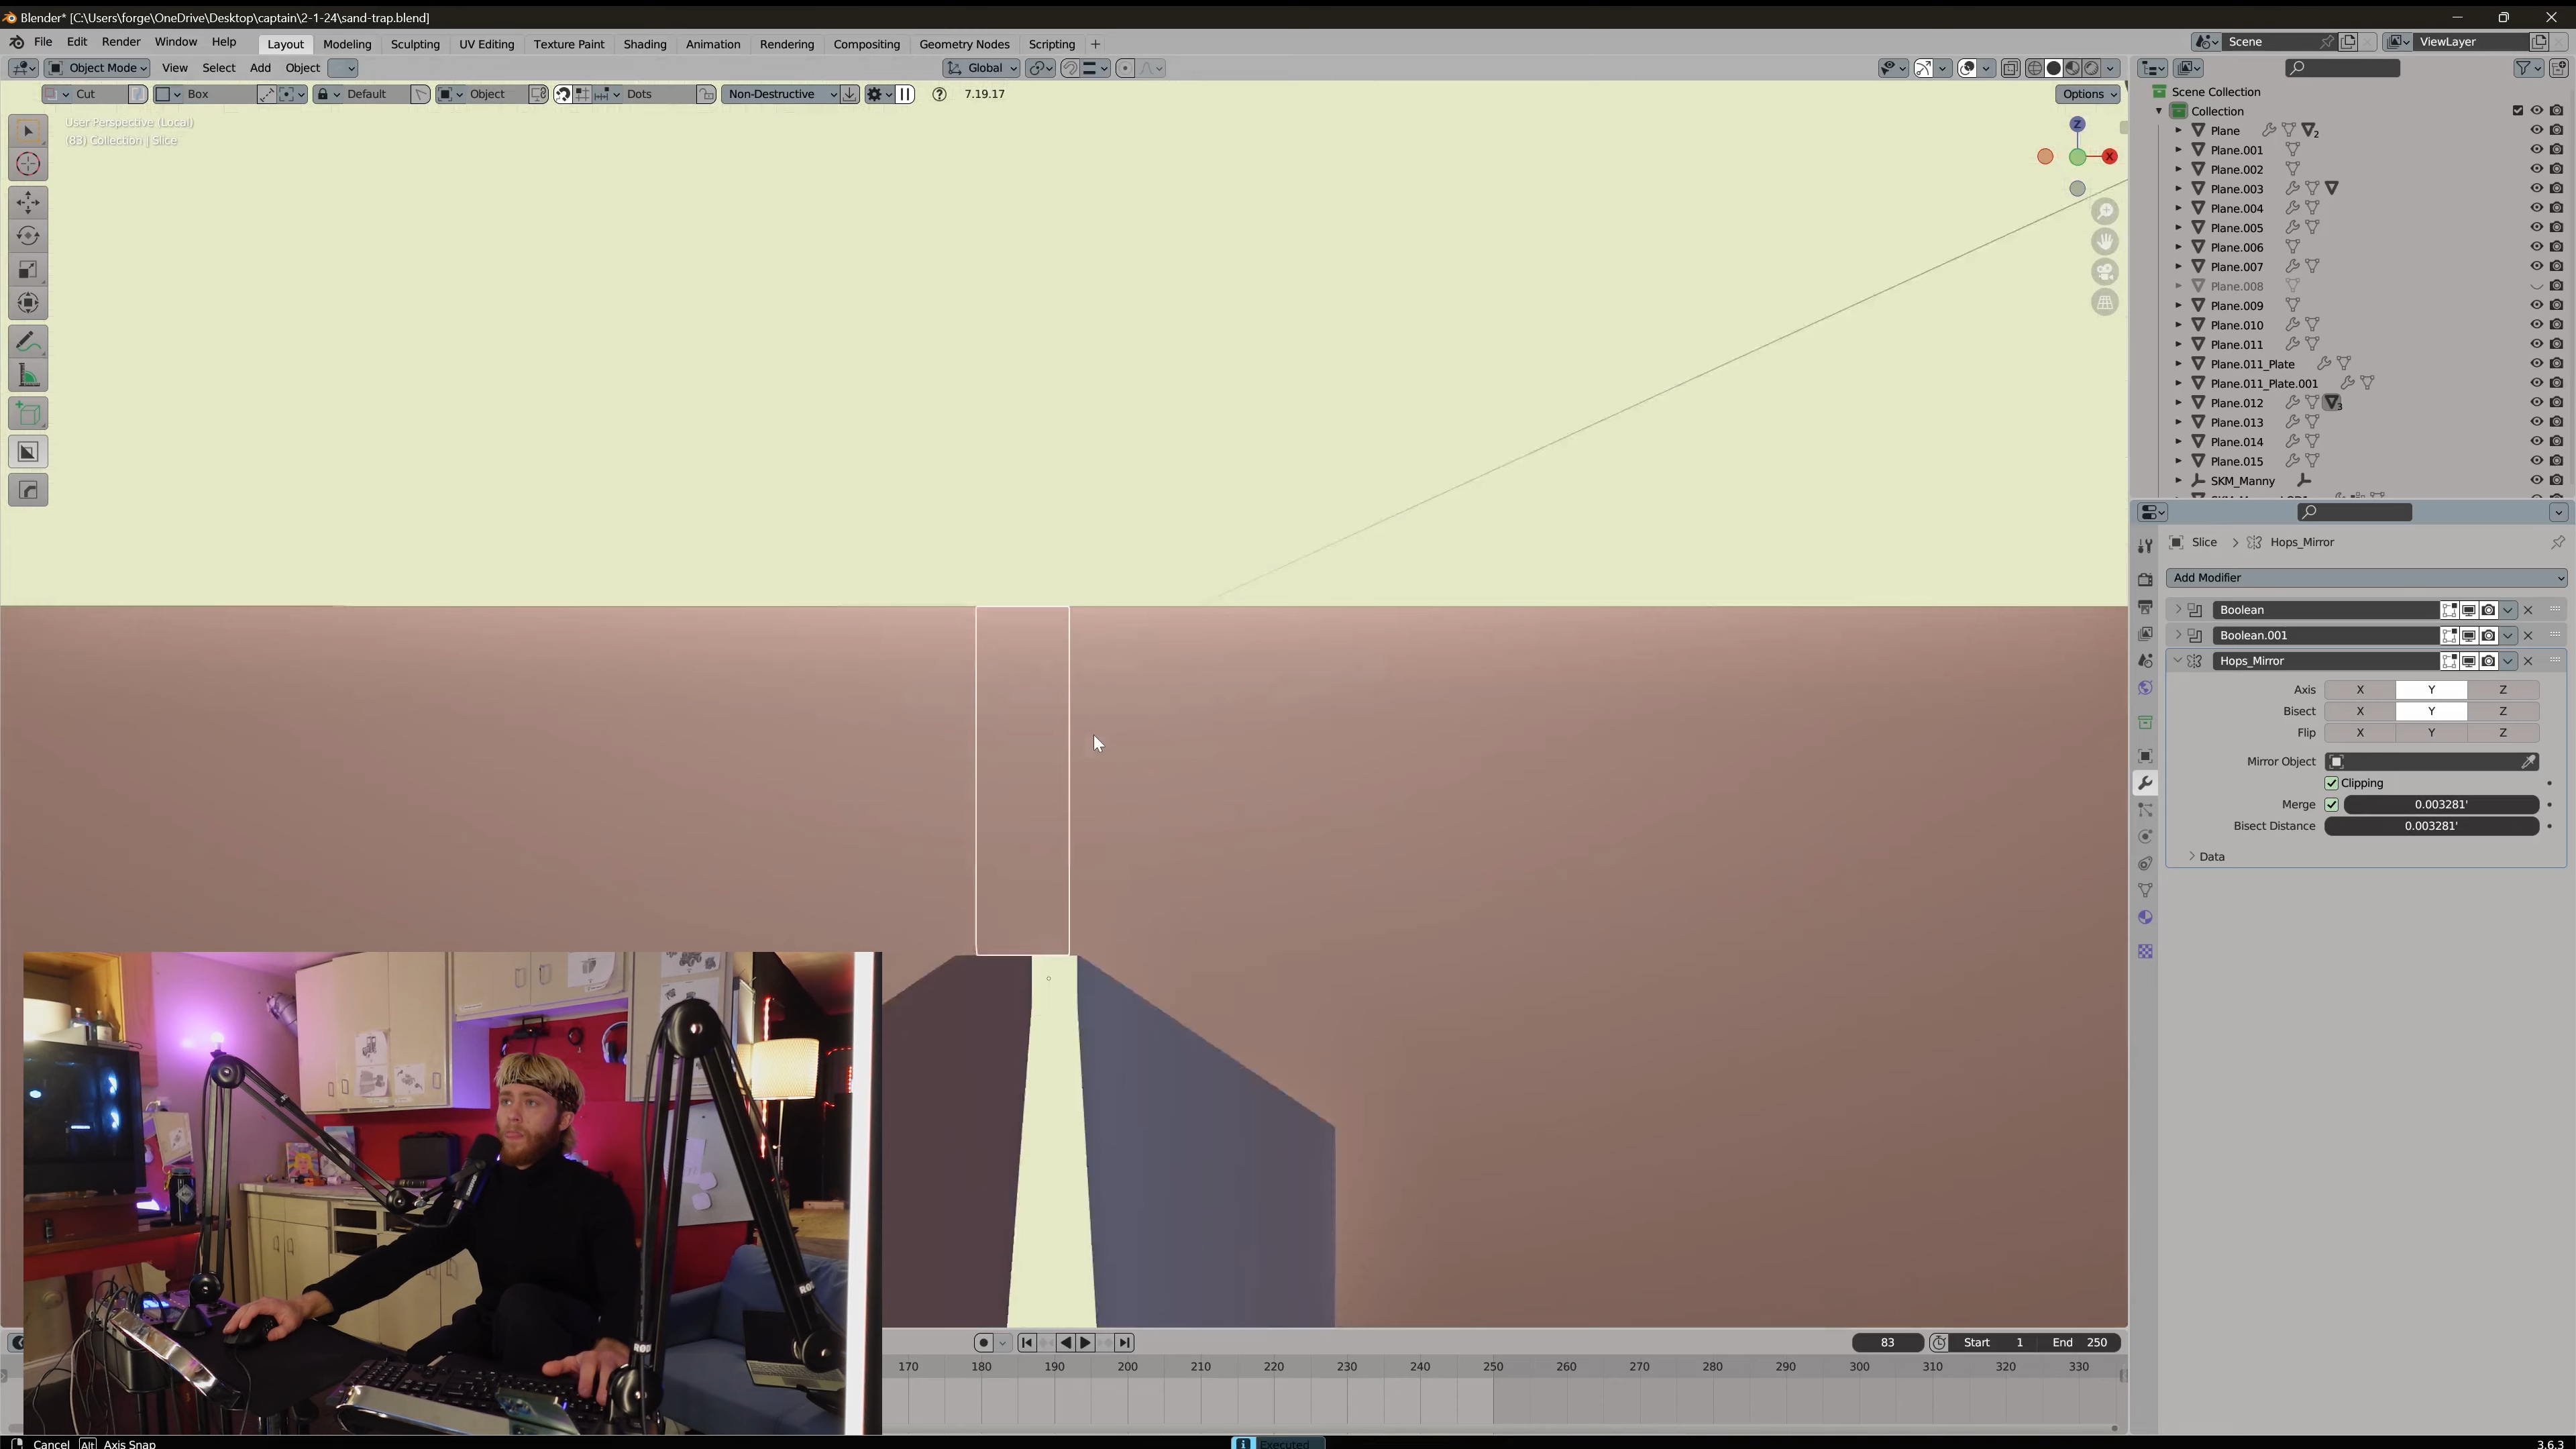 Blender* [C:\Users\forge\OneDrive\Desktop\captain\2-1-24\sand-trap.blend]
File Edit Render Window Help Layout Modeling Sculpting UV Editing Texture Paint Shading Animation Rendering Compositing Geometry Nodes Scripting + Scene ViewLayer
Object Mode View Select Add Object Global
Cut Box Default Object Dots Non-Destructive 7.19.17 Options
User Perspective (Local)
(83) Collection | Slice
Z
X
Scene Collection
Collection
Plane 2
Plane.001
Plane.002
Plane.003
Plane.004
Plane.005
Plane.006
Plane.007
Plane.008
Plane.009
Plane.010
Plane.011
Plane.011_Plate
Plane.011_Plate.001
Plane.012 3
Plane.013
Plane.014
Plane.015
SKM_Manny
Slice > Hops_Mirror
Add Modifier
Boolean
Boolean.001
Hops_Mirror
Axis X Y Z
Bisect X Y Z
Flip X Y Z
Mirror Object
Clipping
Merge 0.003281'
Bisect Distance 0.003281'
Data
83 Start 1 End 250
170 180 190 200 210 220 230 240 250 260 270 280 290 300 310 320 330
Cancel Alt Axis Snap Executed 3.6.3